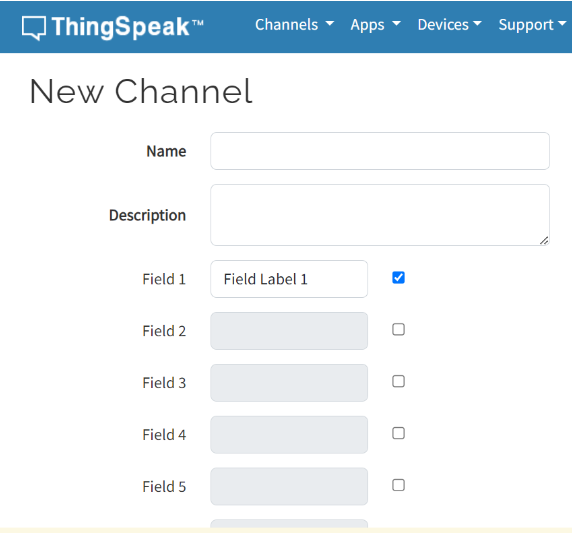 ThingSpeak™ Channels Apps Devices Support
New Channel
Name
Description
Field 1 Field Label 1
Field 2
Field 3
Field 4
Field 5